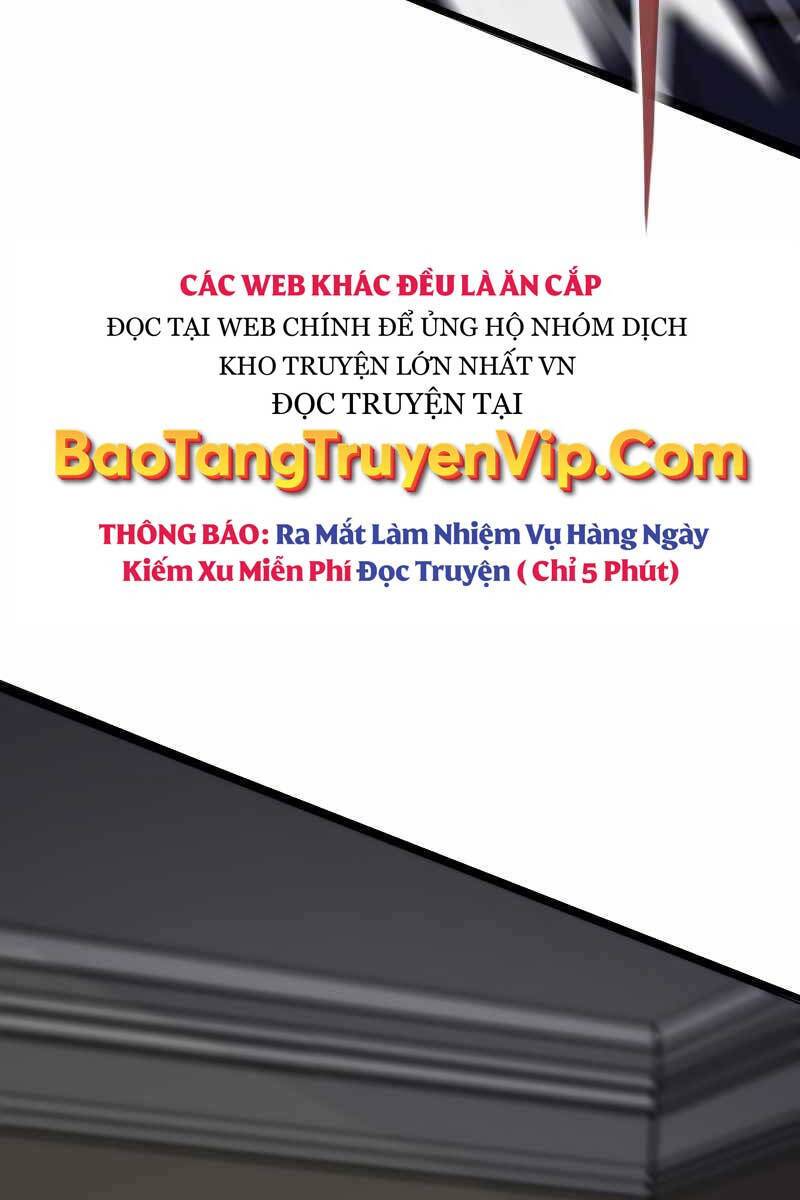 CÁC WEB KHÁC ĐỀU LÀ ĂN CẮP
ĐỌC TẠI WEB CHÍNH ĐỂ ỦNG HỘ NHÓM DỊCH
KHO TRUYỆN LỚN NHẤT VN
ĐỌC TRUYỆN TẠI
BaoTangTruyenVip.Com
THÔNG BÁO: Ra Mắt Làm Nhiệm Vụ Hàng Ngày
Kiếm Xu Miễn Phí Đọc Truyện ( Chỉ 5 Phút)